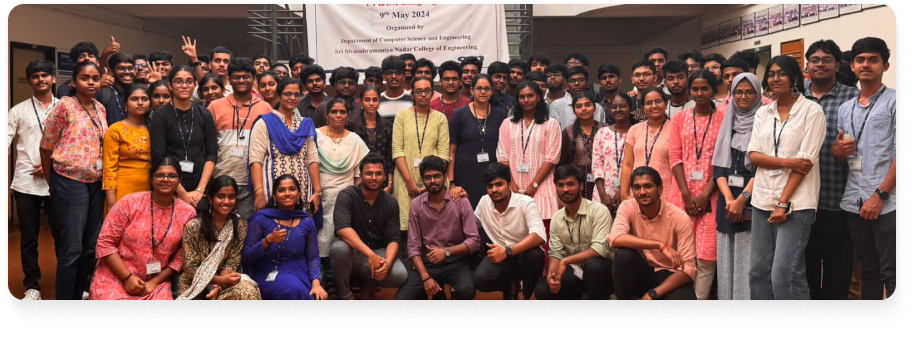 9th May 2024
Organized by
Department of Computer Science and Engineering
Sri Sivasubramaniya Nadar College of Engineering